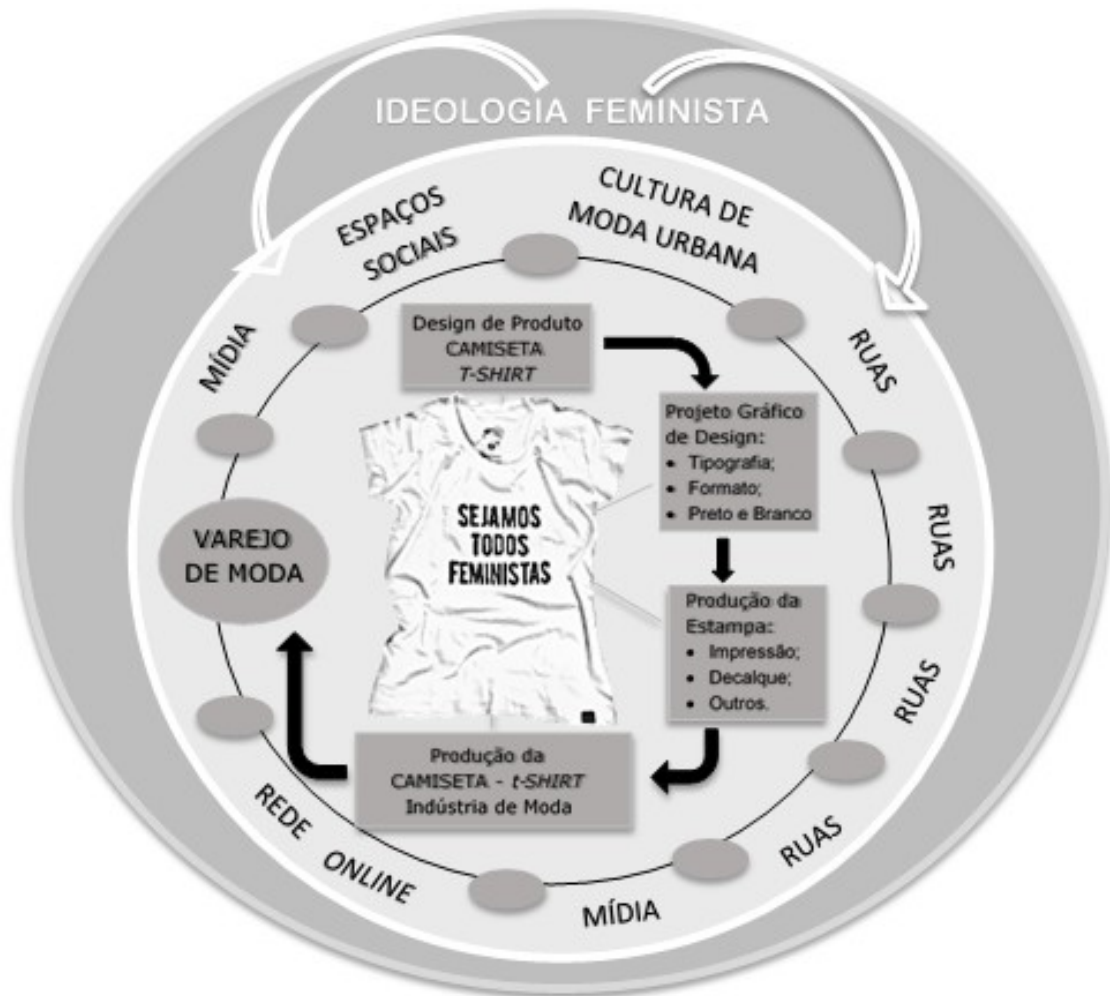 IDEOLOGIA FEMINISTA
ESPAÇOS
SOCIAIS
CULTURA DE
MODA URBANA
MÍDIA
RUAS
RUAS
RUAS
RUAS
MÍDIA
REDE ONLINE
VAREJO
DE MODA
Design de Produto
CAMISETA
T-SHIRT
Projeto Gráfico
de Design:
• Tipografia;
• Formato;
• Preto e Branco
SEJAMOS
TODOS
FEMINISTAS
Produção da
Estampa:
• Impressão;
• Decalque;
• Outros.
Produção da
CAMISETA - t-SHIRT
Indústria de Moda